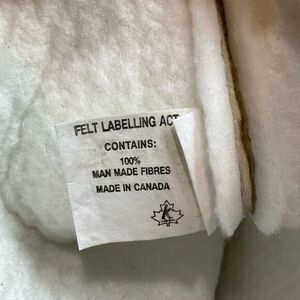 FELT LABELLING ACT
CONTAINS:
100%
MAN MADE FIBRES
MADE IN CANADA
K